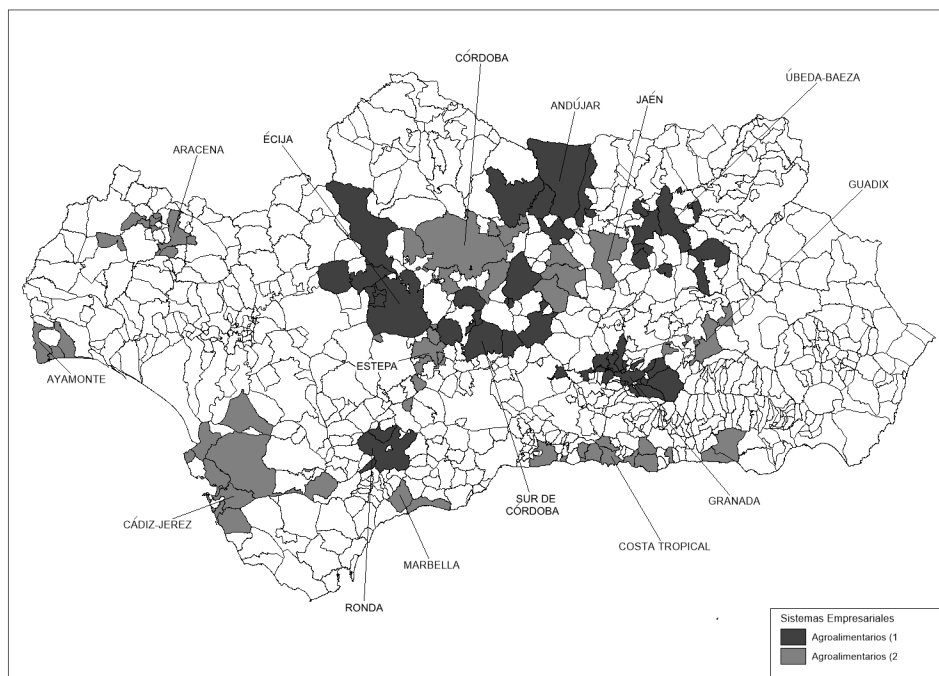 CÓRDOBA
ÚBEDA-BAEZA
ANDÚJAR
JAÉN
ÉCIJA
ARACENA
GUADIX
ESTEPA
AYAMONTE
SUR DE
CÓRDOBA
GRANADA
CÁDIZ-JEREZ
COSTA TROPICAL
MARBELLA
RONDA
Sistemas Empresariales
Agroalimentarios (1
Agroalimentarios (2